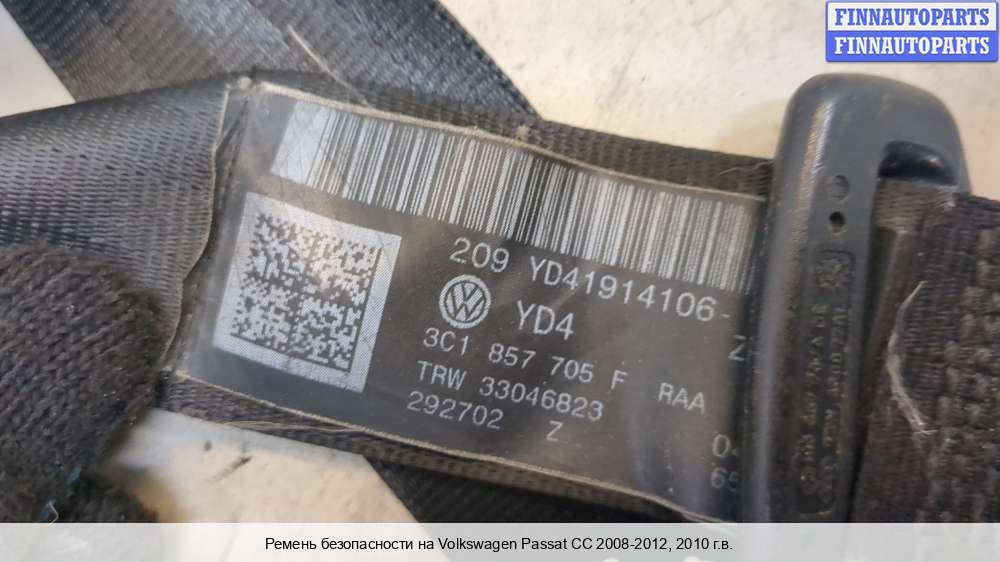 FINNAUTOPARTS
FINNAUTOPARTS
209 YD41914106-
YD4
3C1 857 705 F RAA
TRW 33046823
292702 Z
Ремень безопасности на Volkswagen Passat CC 2008-2012, 2010 г.в.